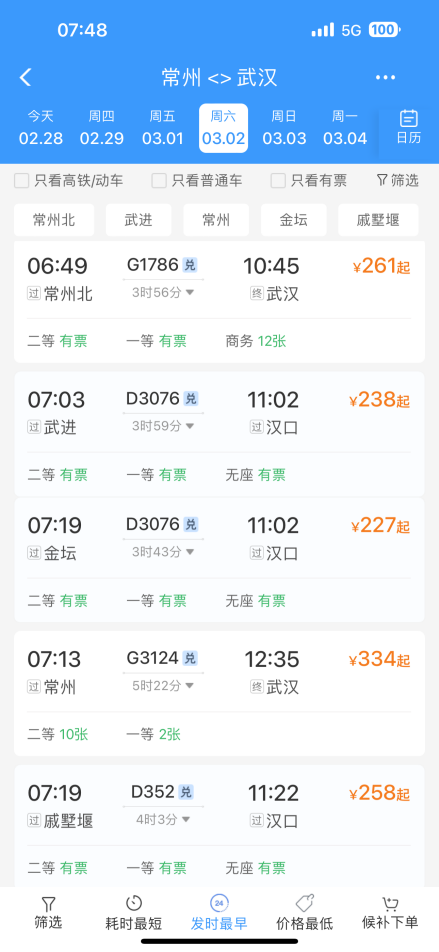 07:48 5G 100
常州 <> 武汉
今天 周四 周五 周六 周日 周一
02.28 02.29 03.01 03.02 03.03 03.04 日历
只看高铁/动车 只看普通车 只看有票 筛选
常州北 武进 常州 金坛 戚墅堰
06:49 G1786 兑 10:45 ¥261起
过 常州北 3时56分 终 武汉
二等 有票 一等 有票 商务 12张
07:03 D3076 兑 11:02 ¥238起
过 武进 3时59分 过 汉口
二等 有票 一等 有票 无座 有票
07:19 D3076 兑 11:02 ¥227起
过 金坛 3时43分 过 汉口
二等 有票 一等 有票 无座 有票
07:13 G3124 兑 12:35 ¥334起
过 常州 5时22分 终 武汉
二等 10张 一等 2张
07:19 D352 兑 11:22 ¥258起
过 戚墅堰 4时3分 过 汉口
二等 有票 一等 有票 无座 有票
24
筛选 耗时最短 发时最早 价格最低 候补下单